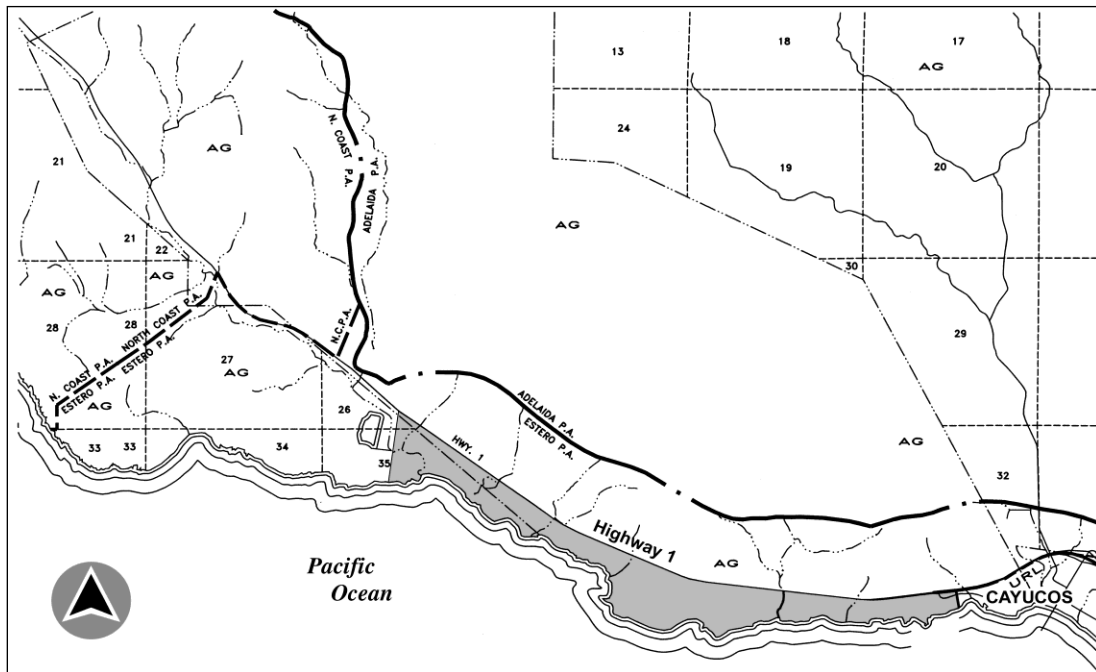 13
18
17
AG
24
N. COAST P.A.
ADELAIDA P.A.
AG
21
19
20
AG
21
22
AG
30
AG
28
28
N. COAST P.A. NORTH COAST P.A.
ESTERO P.A. ESTERO P.A.
N.C.P.A.
29
27
AG
AG
26
ADELAIDA P.A.
ESTERO P.A.
HWY. 1
AG
33
33
34
35
32
Highway 1
AG
Pacific
Ocean
URL
CAYUCOS